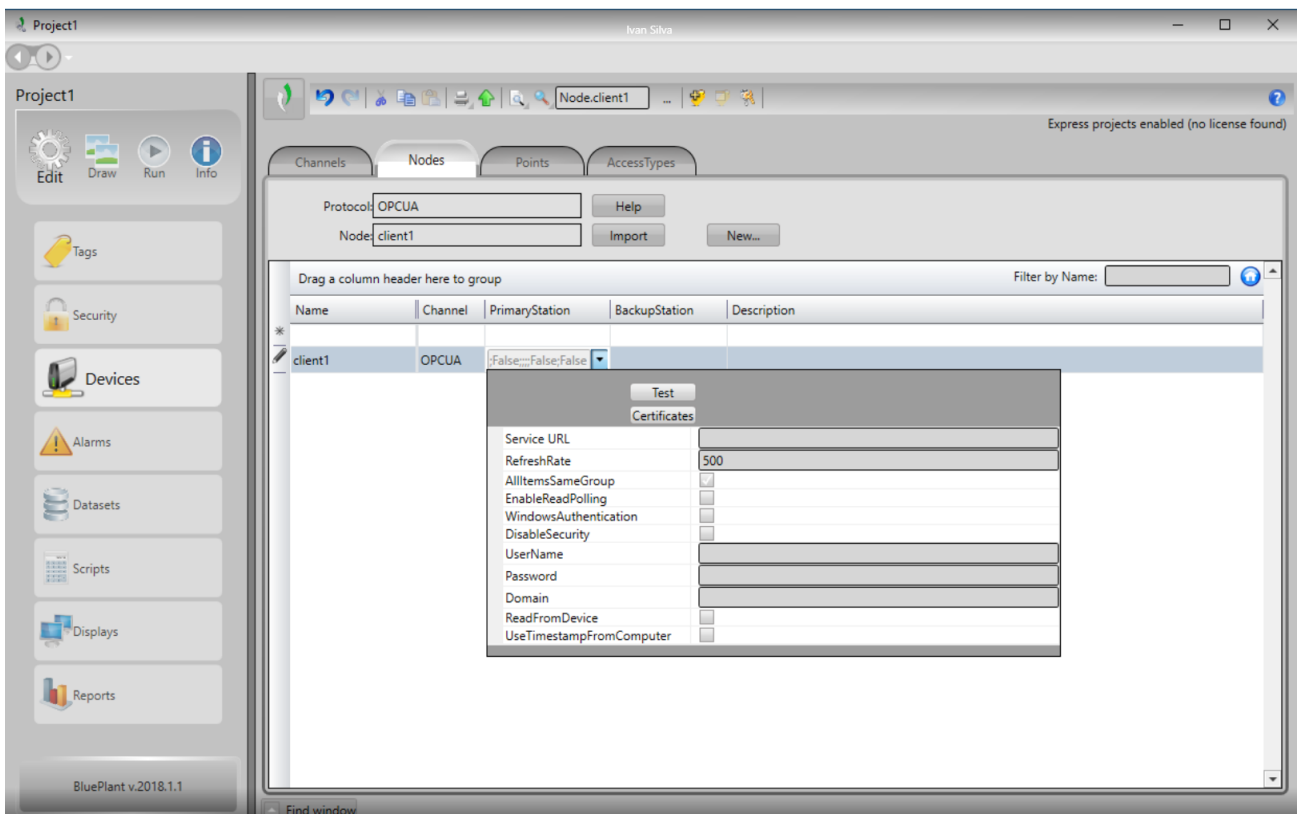 Project1
Ivan Silva
Project1
Edit Draw Run Info
Tags
Security
Devices
Alarms
Datasets
Scripts
Displays
Reports
BluePlant v.2018.1.1
Node.client1 ...
Express projects enabled (no license found)
Channels Nodes Points AccessTypes
Protocol: OPCUA Help
Node: client1 Import New...
Drag a column header here to group Filter by Name:
Name Channel PrimaryStation BackupStation Description
client1 OPCUA ;False;;;;False;False
Test
Certificates
Service URL
RefreshRate 500
AllItemsSameGroup
EnableReadPolling
WindowsAuthentication
DisableSecurity
UserName
Password
Domain
ReadFromDevice
UseTimestampFromComputer
Find window